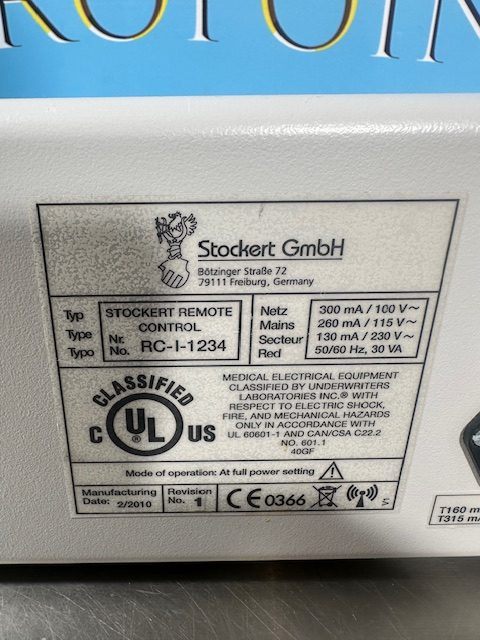 Stockert GmbH
Bötzinger Straße 72
79111 Freiburg, Germany
Typ
Type
Typo
STOCKERT REMOTE
CONTROL
Nr.
No. RC-I-1234
Netz 300 mA / 100 V~
Mains 260 mA / 115 V~
Secteur 130 mA / 230 V~
Red 50/60 Hz, 30 VA
CLASSIFIED
C UL US
MEDICAL ELECTRICAL EQUIPMENT
CLASSIFIED BY UNDERWRITERS
LABORATORIES INC.® WITH
RESPECT TO ELECTRIC SHOCK,
FIRE, AND MECHANICAL HAZARDS
ONLY IN ACCORDANCE WITH
UL 60601-1 AND CAN/CSA C22.2
NO. 601.1
40GF
Mode of operation: At full power setting
Manufacturing
Date: 2/2010
Revision
No. 1
CE 0366
T160 m
T315 m